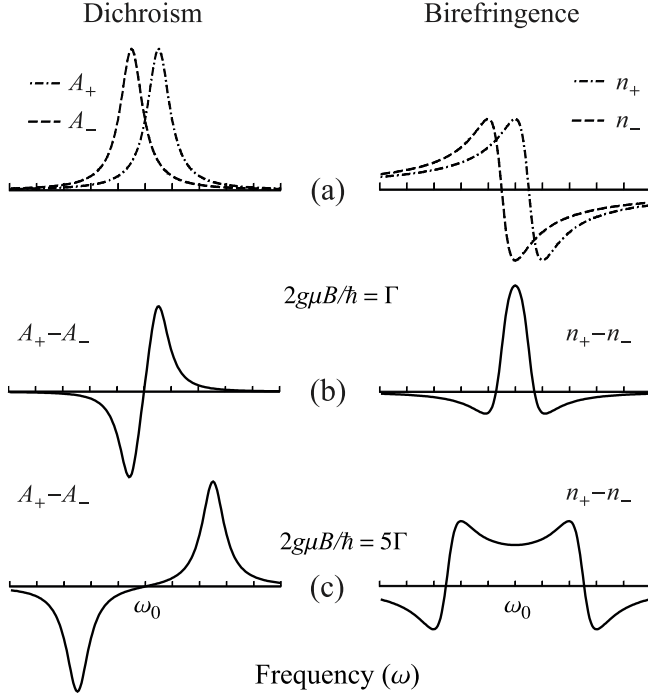 Dichroism
Birefringence
A₊
A₋
n₊
n₋
(a)
2gμB/ħ = Γ
A₊−A₋
n₊−n₋
(b)
A₊−A₋
n₊−n₋
2gμB/ħ = 5Γ
(c)
ω₀
ω₀
Frequency (ω)